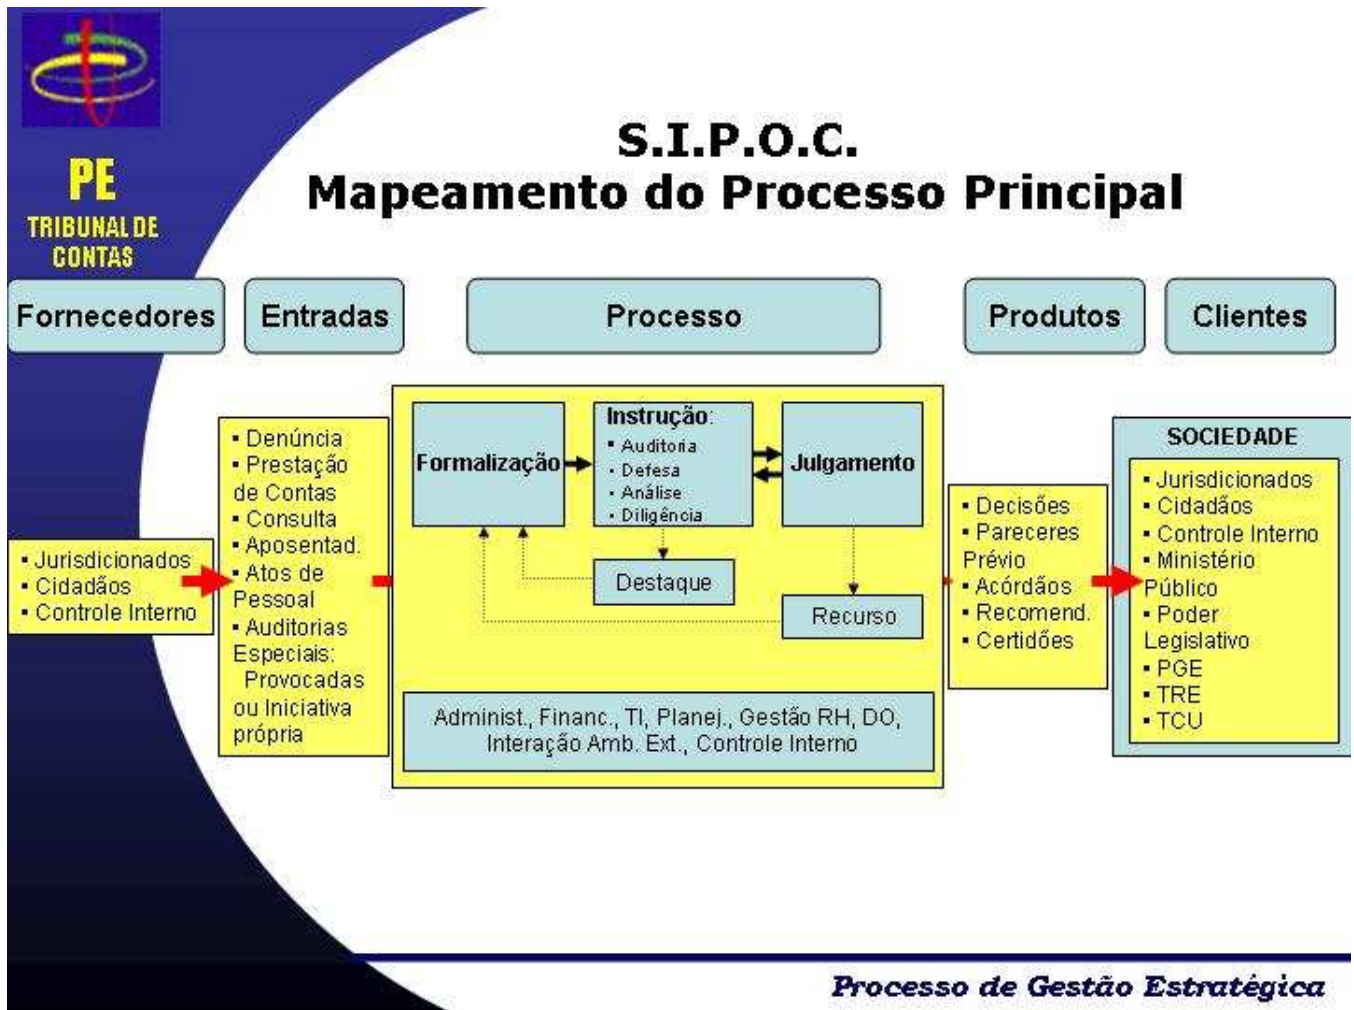 PE
TRIBUNAL DE
CONTAS
S.I.P.O.C.
Mapeamento do Processo Principal
Fornecedores
Entradas
Processo
Produtos
Clientes
▪ Jurisdicionados
▪ Cidadãos
▪ Controle Interno
▪ Denúncia
▪ Prestação
de Contas
▪ Consulta
▪ Aposentad.
▪ Atos de
Pessoal
▪ Auditorias
Especiais:
Provocadas
ou Iniciativa
própria
Formalização
Instrução:
▪ Auditoria
▪ Defesa
▪ Análise
▪ Diligência
Julgamento
Destaque
Recurso
Administ., Financ., TI, Planej., Gestão RH, DO,
Interação Amb. Ext., Controle Interno
▪ Decisões
▪ Pareceres
Prévio
▪ Acórdãos
▪ Recomend.
▪ Certidões
SOCIEDADE
▪ Jurisdicionados
▪ Cidadãos
▪ Controle Interno
▪ Ministério
Público
▪ Poder
Legislativo
▪ PGE
▪ TRE
▪ TCU
Processo de Gestão Estratégica